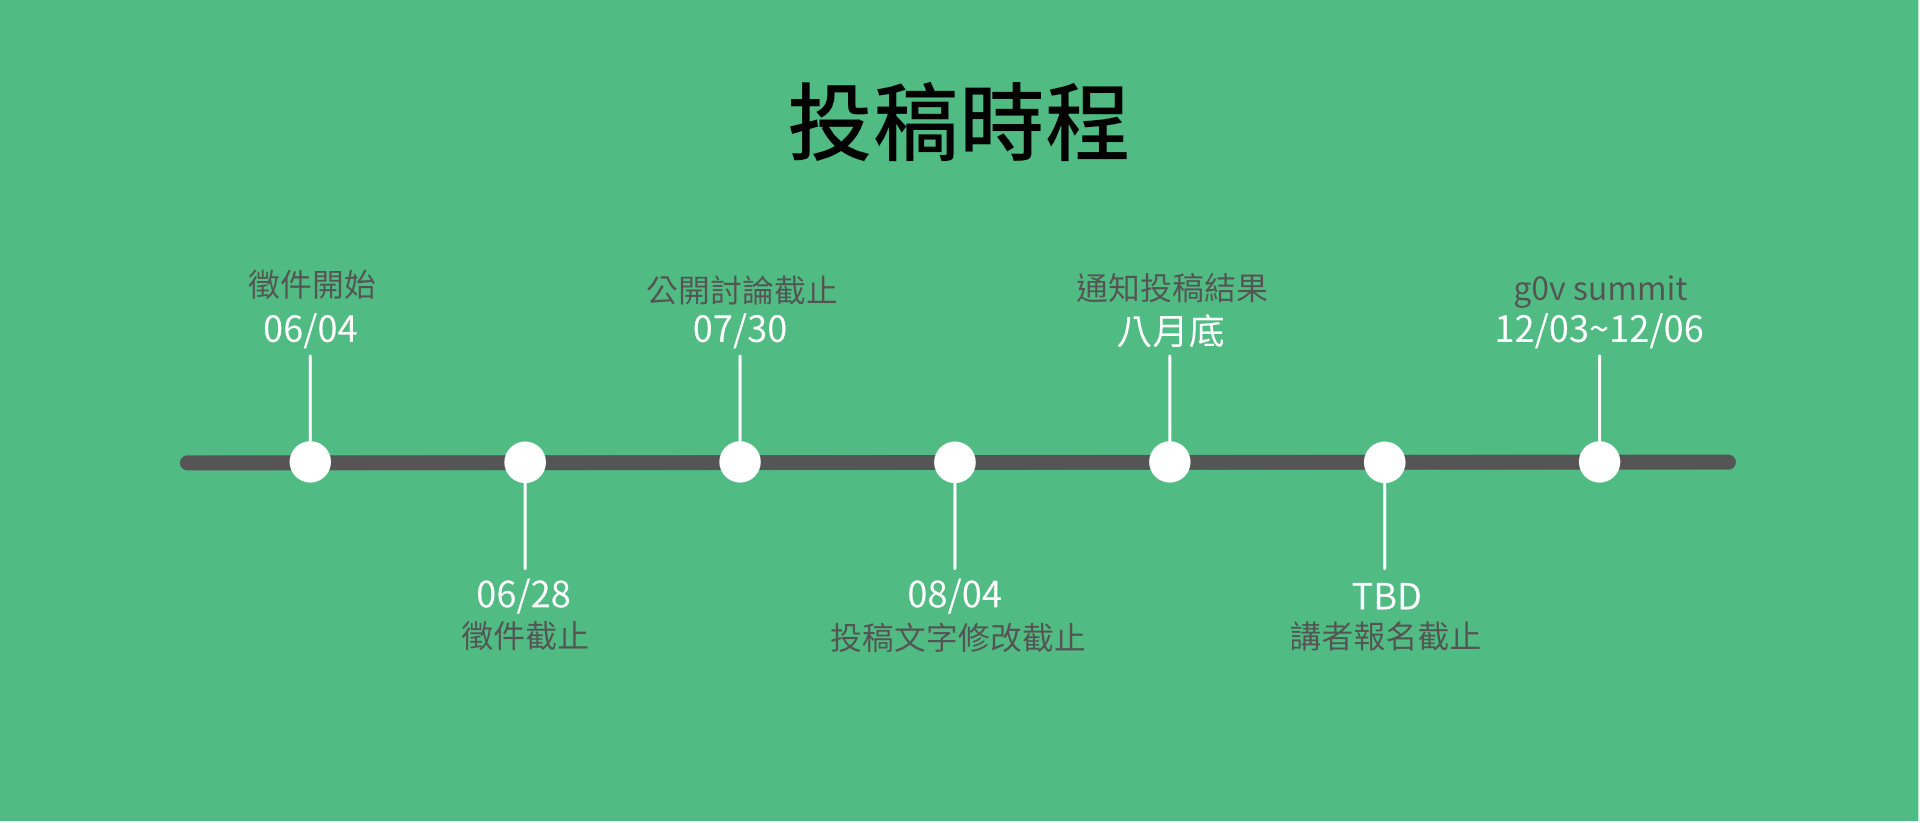 投稿時程
徵件開始
06/04
06/28
徵件截止
公開討論截止
07/30
08/04
投稿文字修改截止
通知投稿結果
八月底
TBD
講者報名截止
g0v summit
12/03~12/06